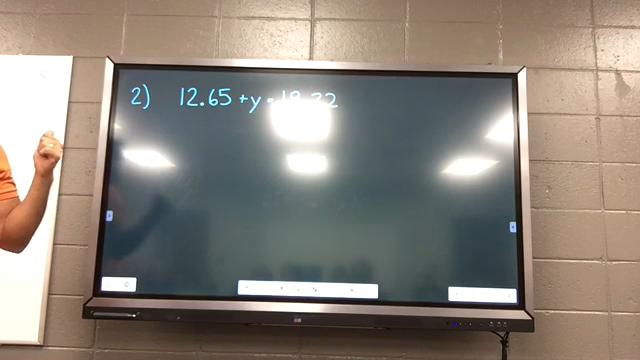 2) 12.65 + y =